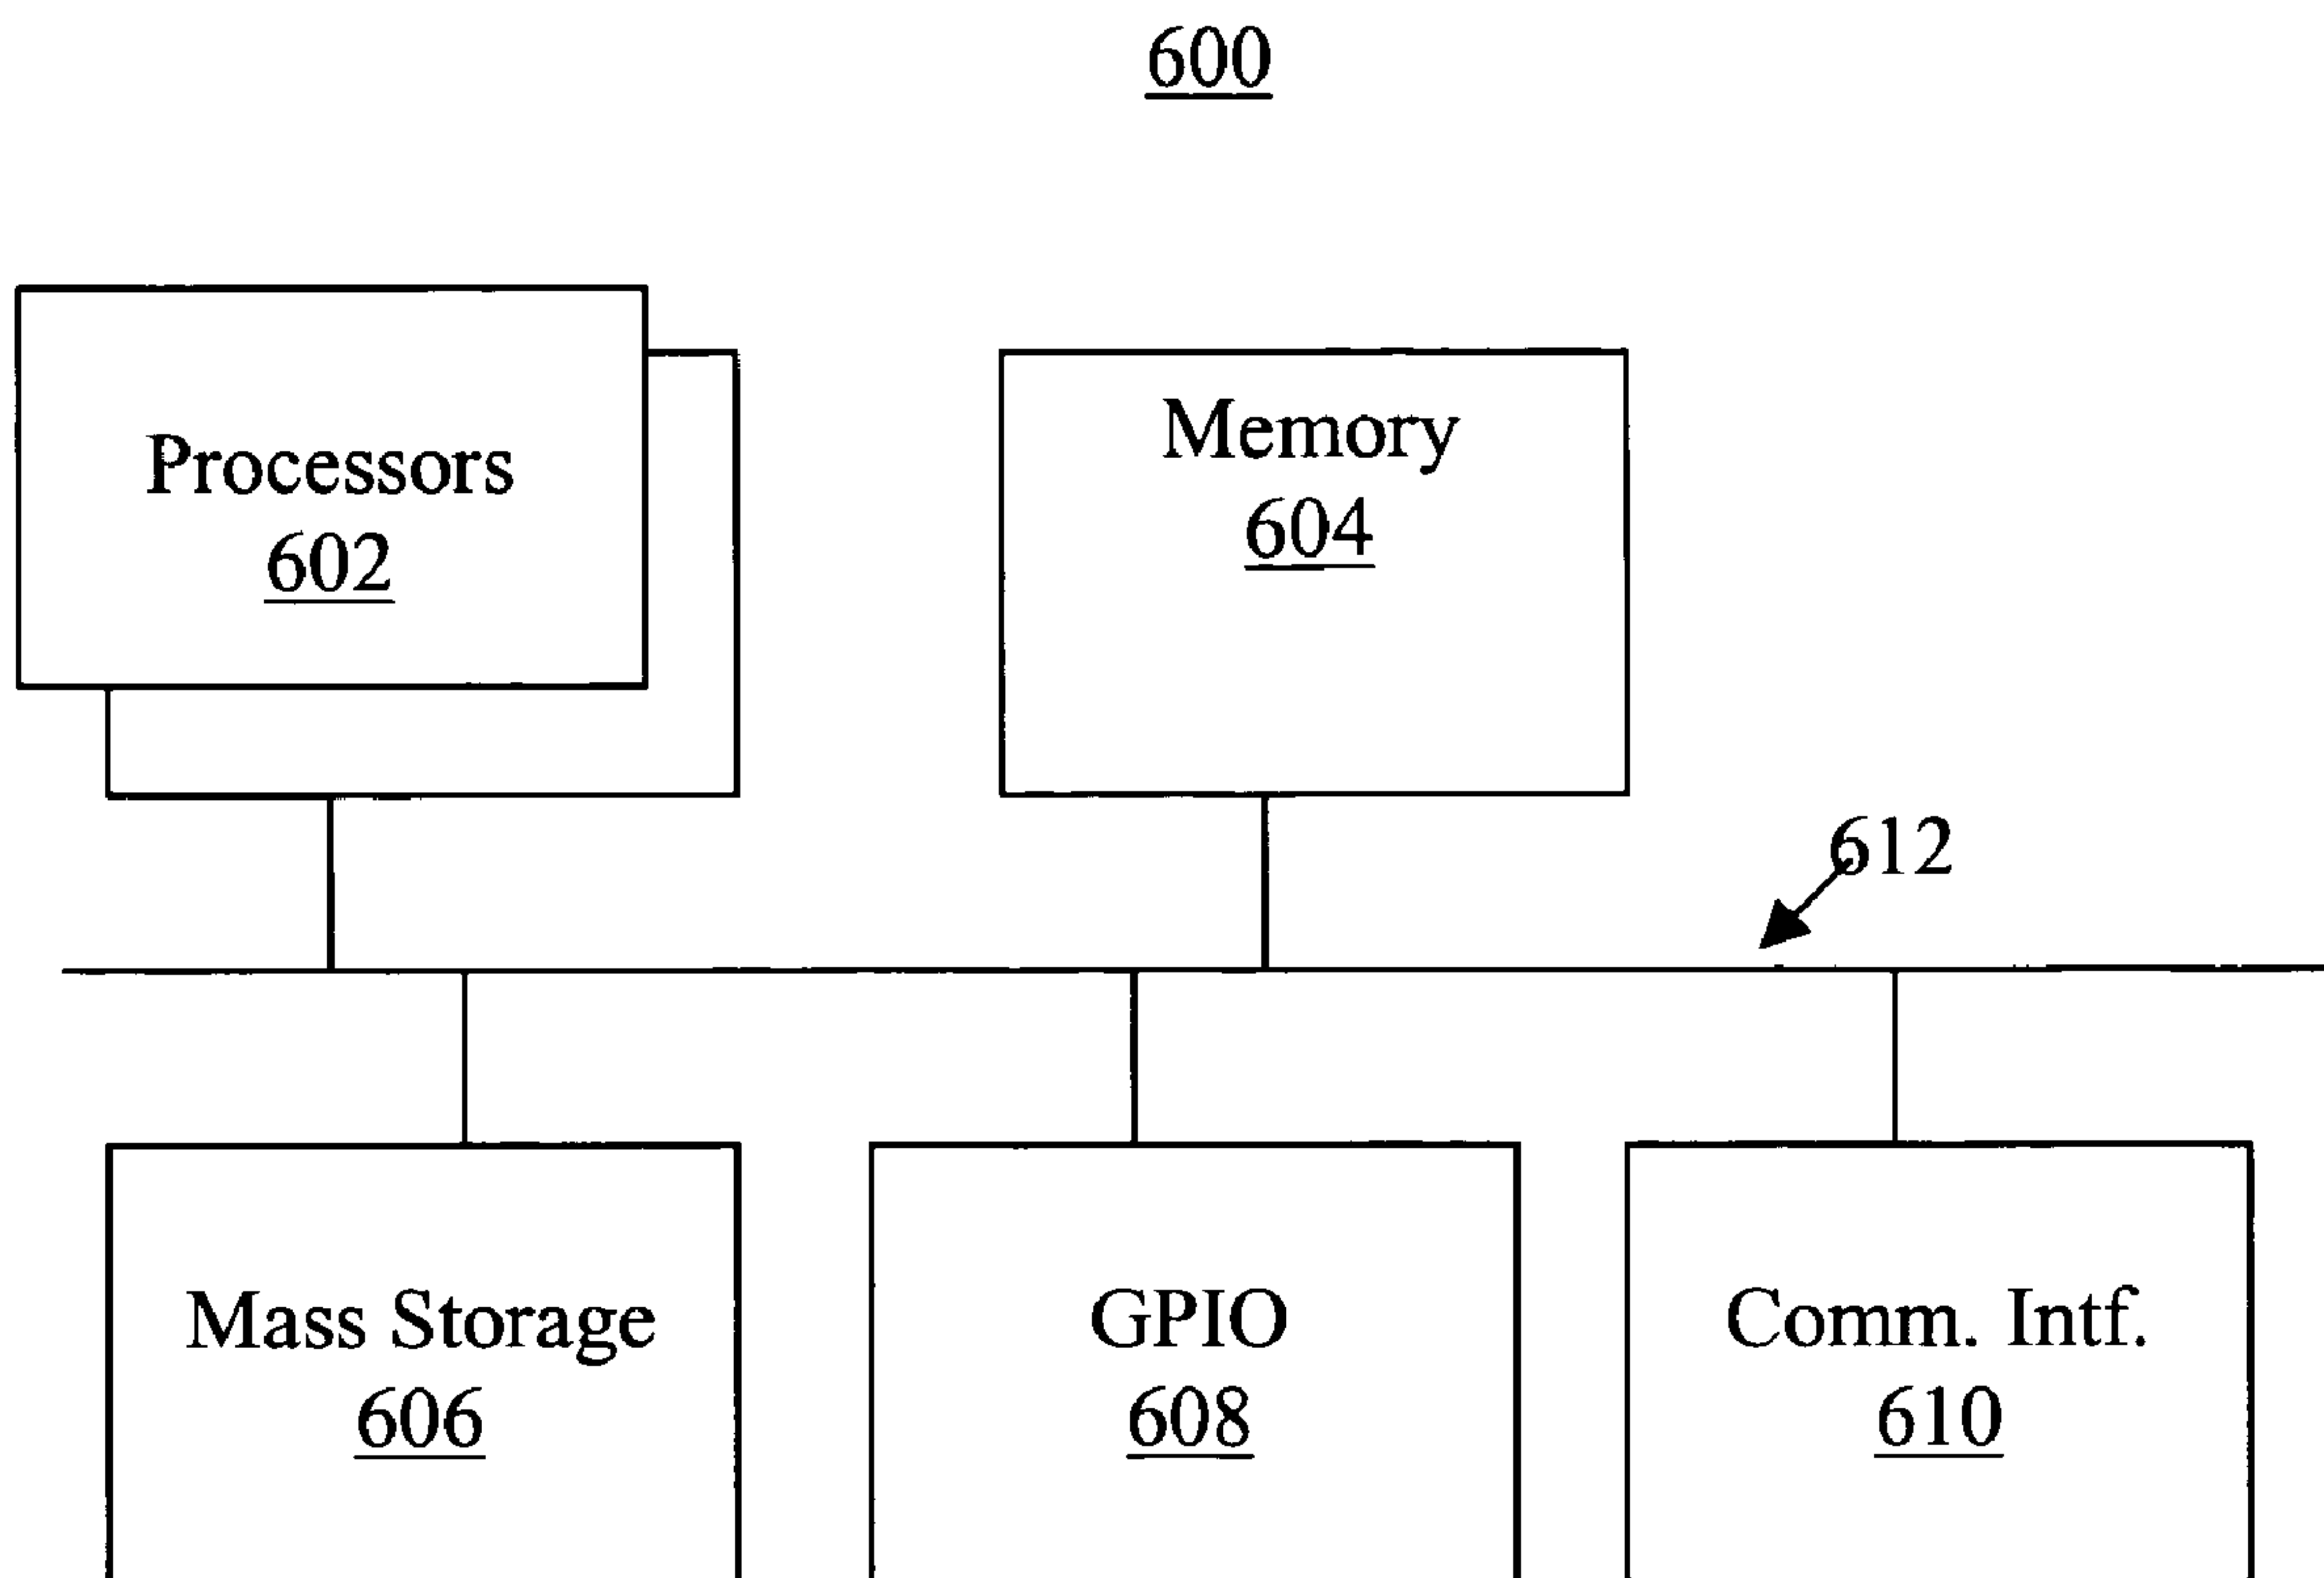 600
Processors
602
Memory
604
612
Mass Storage
606
GPIO
608
Comm. Intf.
610